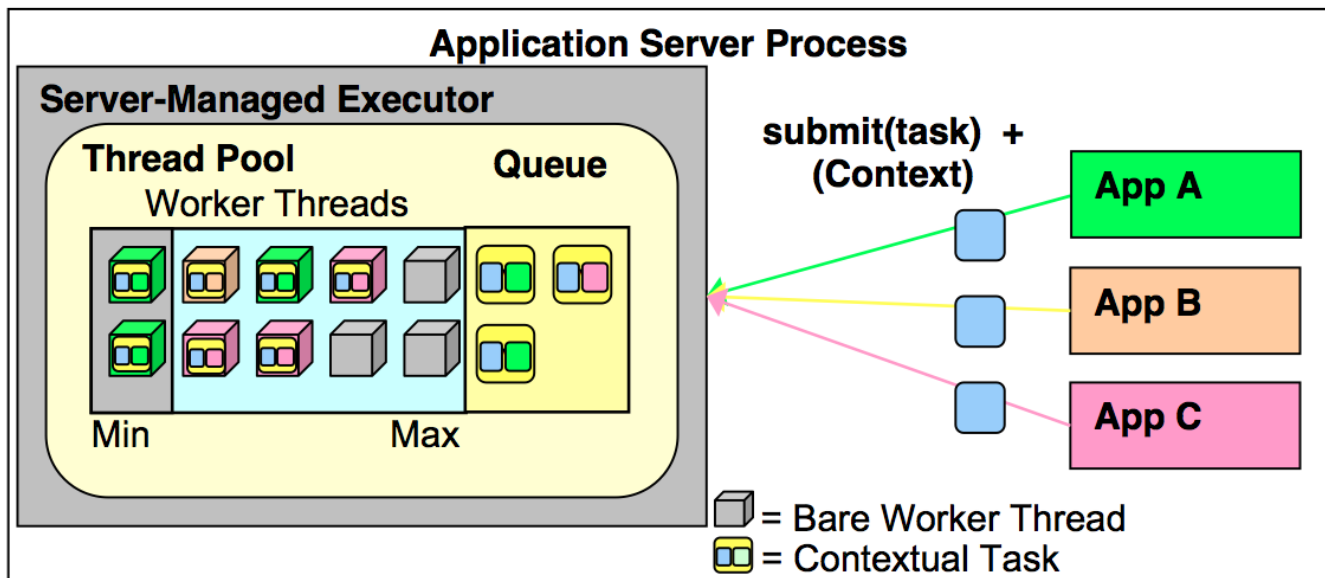 Application Server Process
Server-Managed Executor
Thread Pool
Queue
Worker Threads
Min
Max
submit(task) +
(Context)
App A
App B
App C
= Bare Worker Thread
= Contextual Task